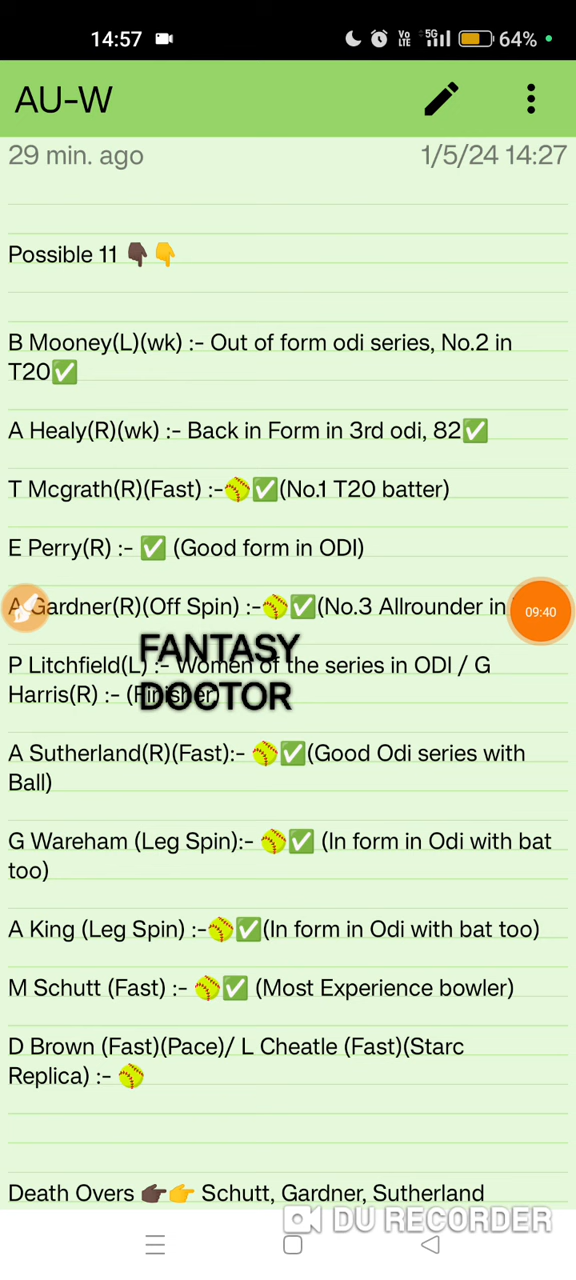 14:57 Vo LTE 5G 64%
AU-W
29 min. ago 1/5/24 14:27
Possible 11 👇🏿👇
B Mooney(L)(wk) :- Out of form odi series, No.2 in
T20✅
A Healy(R)(wk) :- Back in Form in 3rd odi, 82✅
T Mcgrath(R)(Fast) :-🥎✅(No.1 T20 batter)
E Perry(R) :- ✅ (Good form in ODI)
A Gardner(R)(Off Spin) :-🥎✅(No.3 Allrounder in
09:40
FANTASY
DOCTOR
P Litchfield(L) :- Women of the series in ODI / G
Harris(R) :- (Finisher)
A Sutherland(R)(Fast):- 🥎✅(Good Odi series with
Ball)
G Wareham (Leg Spin):- 🥎✅ (In form in Odi with bat
too)
A King (Leg Spin) :-🥎✅(In form in Odi with bat too)
M Schutt (Fast) :- 🥎✅ (Most Experience bowler)
D Brown (Fast)(Pace)/ L Cheatle (Fast)(Starc
Replica) :- 🥎
Death Overs 👉🏿👉 Schutt, Gardner, Sutherland
DU RECORDER